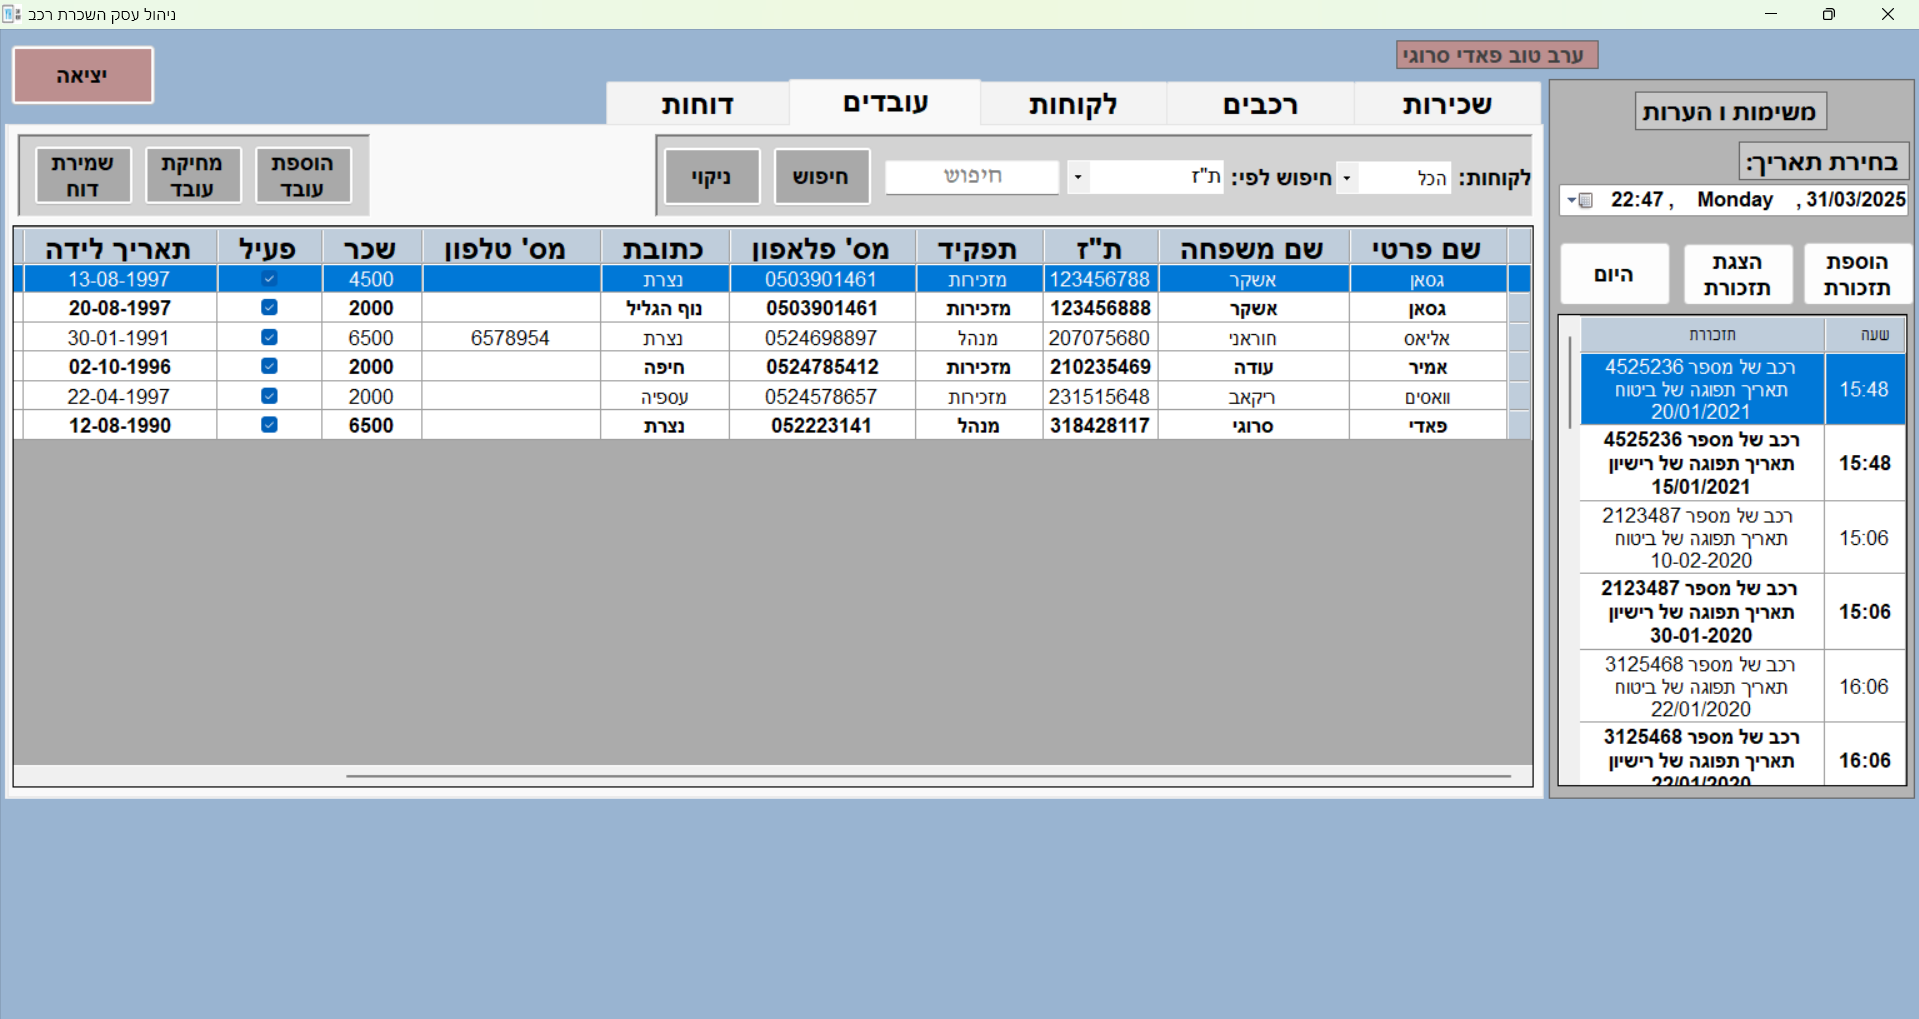 ניהול עסק השכרת רכב
ערב טוב פאדי סרוגי
יציאה
שכירות רכבים לקוחות עובדים דוחות
לקוחות: הכל חיפוש לפי: ת"ז חיפוש חיפוש ניקוי
הוספת עובד
מחיקת עובד
שמירת דוח
שם פרטי שם משפחה ת"ז תפקיד מס' פלאפון כתובת מס' טלפון שכר פעיל תאריך לידה
גסאן אשקר 123456788 מזכירות 0503901461 נצרת 4500 13-08-1997
גסאן אשקר 123456888 מזכירות 0503901461 נוף הגליל 2000 20-08-1997
אליאס חוראני 207075680 מנהל 0524698897 נצרת 6578954 6500 30-01-1991
אמיר עודה 210235469 מזכירות 0524785412 חיפה 2000 02-10-1996
וואסים ריקאב 231515648 מזכירות 0524578657 עספיה 2000 22-04-1997
פאדי סרוגי 318428117 מנהל 052223141 נצרת 6500 12-08-1990
משימות ו הערות
בחירת תאריך:
22:47 , Monday , 31/03/2025
הוספת תזכורת
הצגת תזכורת
היום
שעה תזכורת
15:48 רכב של מספר 4525236
תאריך תפוגה של ביטוח
20/01/2021
15:48 רכב של מספר 4525236
תאריך תפוגה של רישיון
15/01/2021
15:06 רכב של מספר 2123487
תאריך תפוגה של ביטוח
10-02-2020
15:06 רכב של מספר 2123487
תאריך תפוגה של רישיון
30-01-2020
16:06 רכב של מספר 3125468
תאריך תפוגה של ביטוח
22/01/2020
16:06 רכב של מספר 3125468
תאריך תפוגה של רישיון
22/01/2020